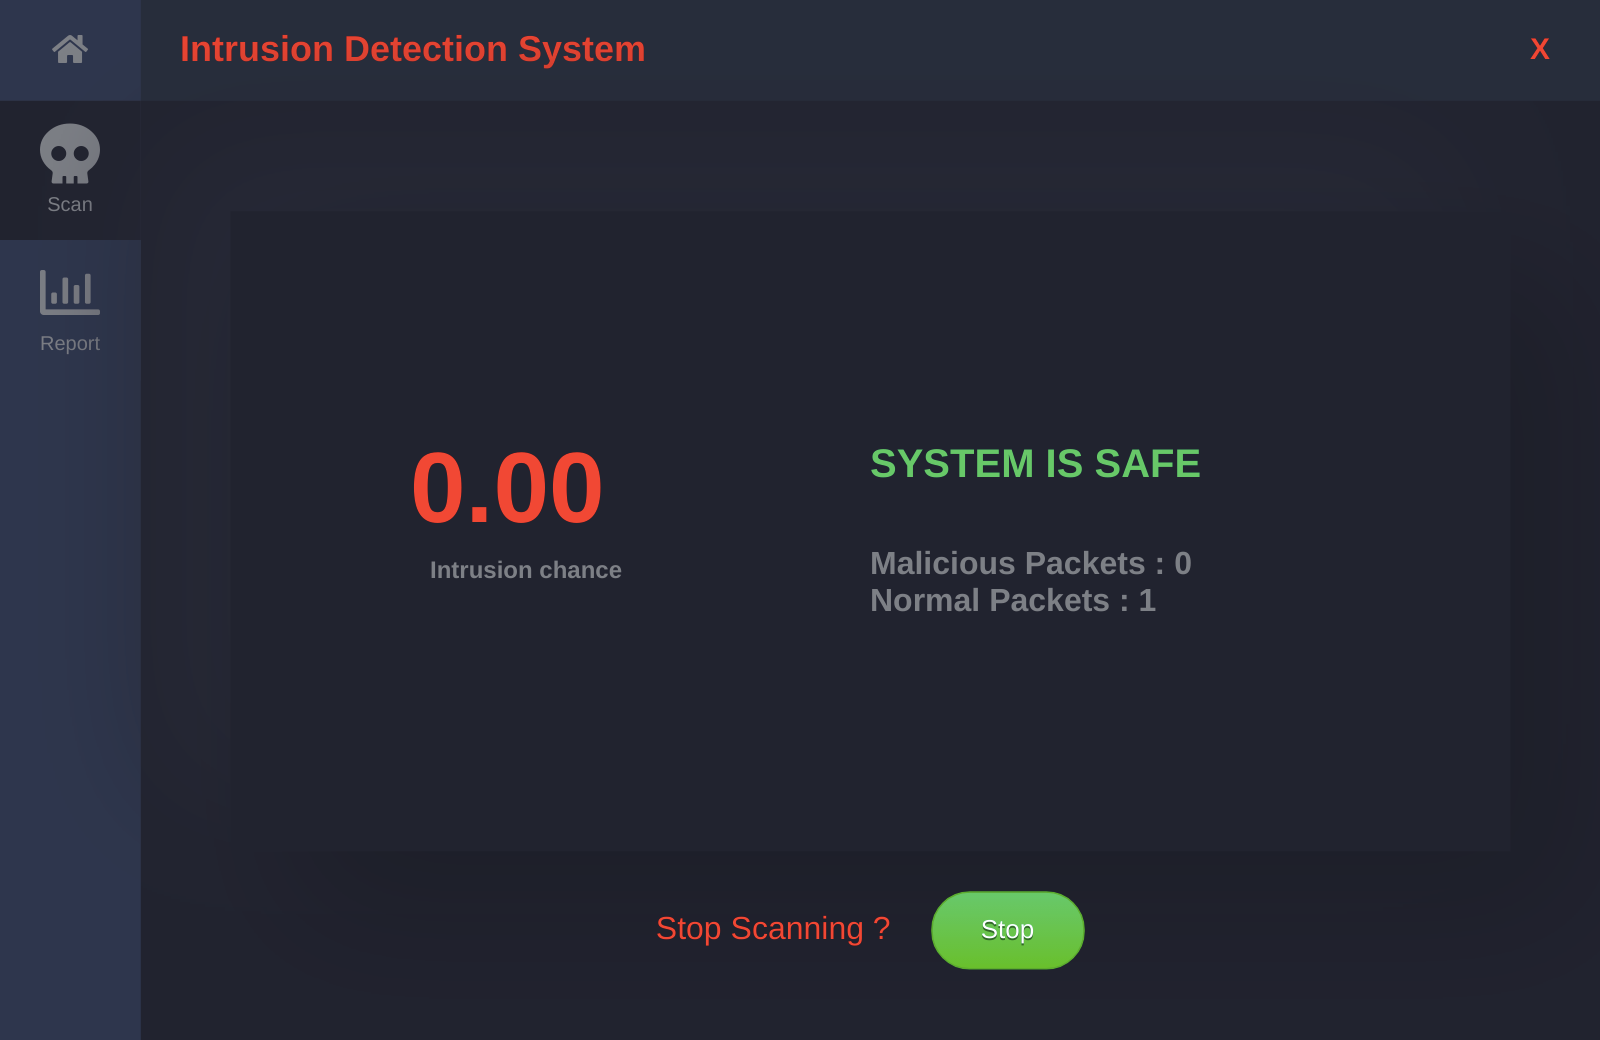 Intrusion Detection System
X
Scan
Report
0.00
Intrusion chance
SYSTEM IS SAFE
Malicious Packets : 0
Normal Packets : 1
Stop Scanning ?
Stop